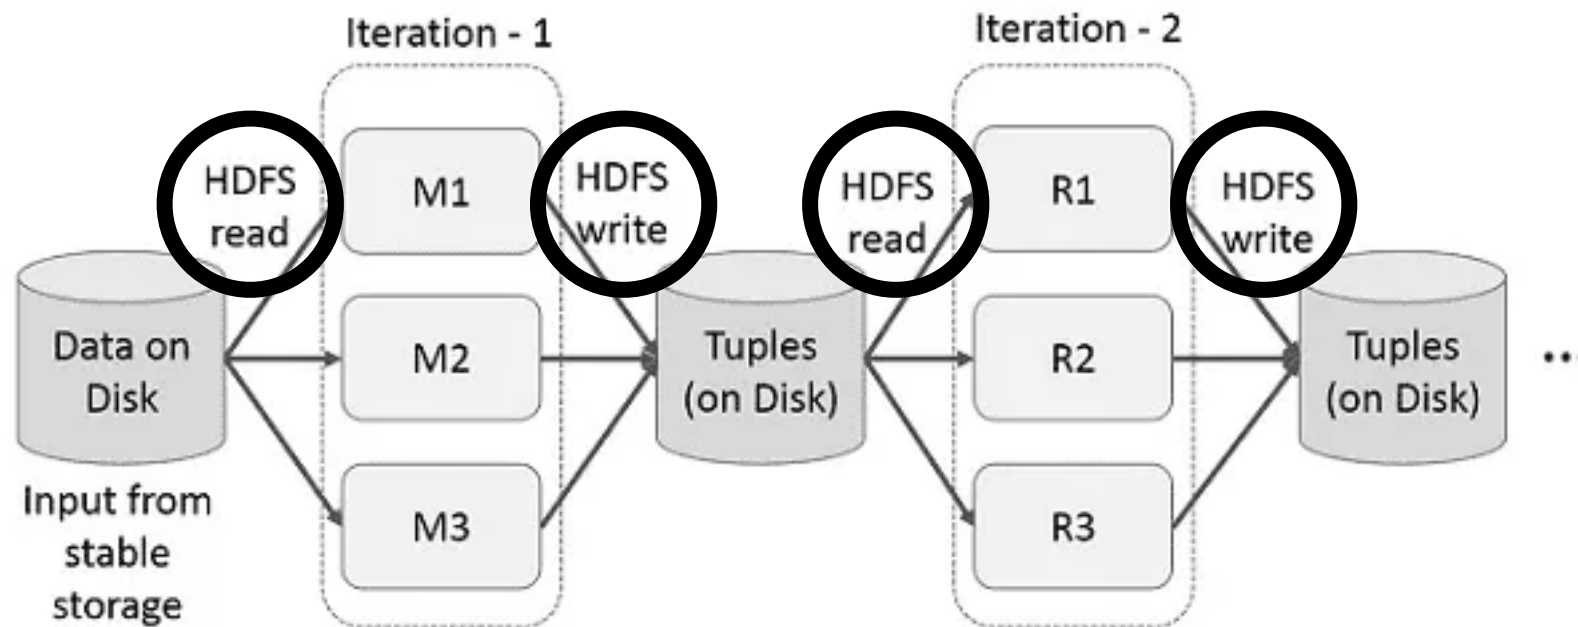 Iteration - 1
Iteration - 2
HDFS
read
M1
HDFS
write
HDFS
read
R1
HDFS
write
Data on
Disk
M2
Tuples
(on Disk)
R2
Tuples
(on Disk)
..
Input from
stable
storage
M3
R3